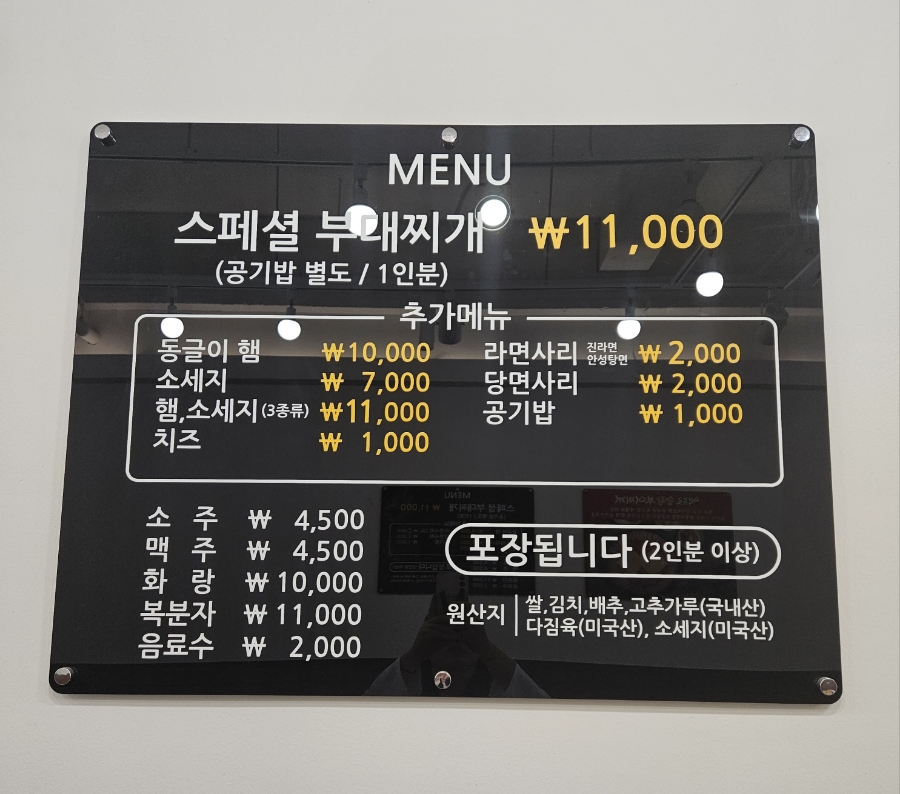 MENU
스페셜 부대찌개 ₩11,000
(공기밥 별도 / 1인분)
추가메뉴
동글이 햄 ₩10,000
소세지 ₩ 7,000
햄,소세지(3종류) ₩11,000
치즈 ₩ 1,000
라면사리 진라면 안성탕면 ₩ 2,000
당면사리 ₩ 2,000
공기밥 ₩ 1,000
소 주 ₩ 4,500
맥 주 ₩ 4,500
화 랑 ₩10,000
복분자 ₩11,000
음료수 ₩ 2,000
포장됩니다 (2인분 이상)
원산지 쌀,김치,배추,고추가루(국내산)
다짐육(미국산), 소세지(미국산)